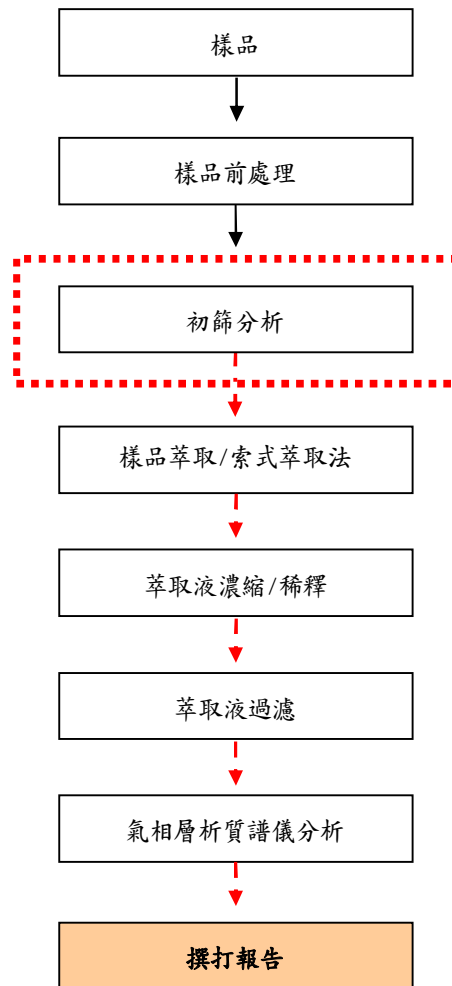 樣品
樣品前處理
初篩分析
樣品萃取/索式萃取法
萃取液濃縮/稀釋
萃取液過濾
氣相層析質譜儀分析
撰打報告